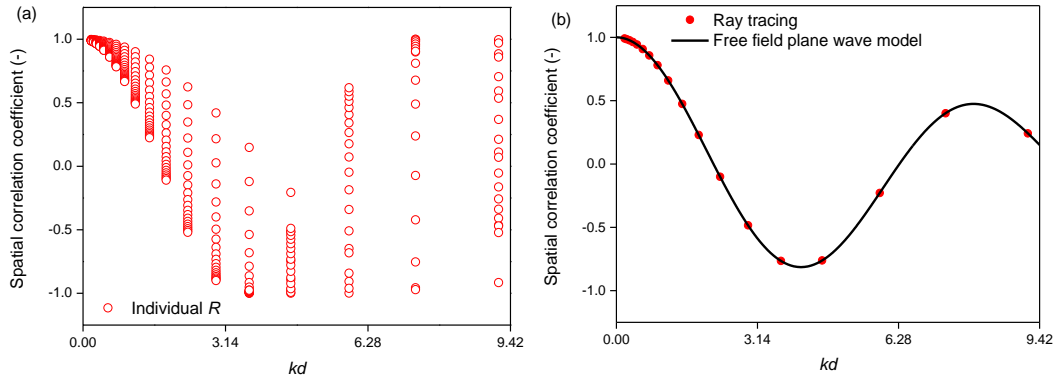 (a)
Spatial correlation coefficient (-)
1.0
0.5
0.0
-0.5
-1.0
Individual R
0.00 3.14 6.28 9.42
kd
(b)
Ray tracing
Free field plane wave model
Spatial correlation coefficient (-)
1.0
0.5
0.0
-0.5
-1.0
0.00 3.14 6.28 9.42
kd